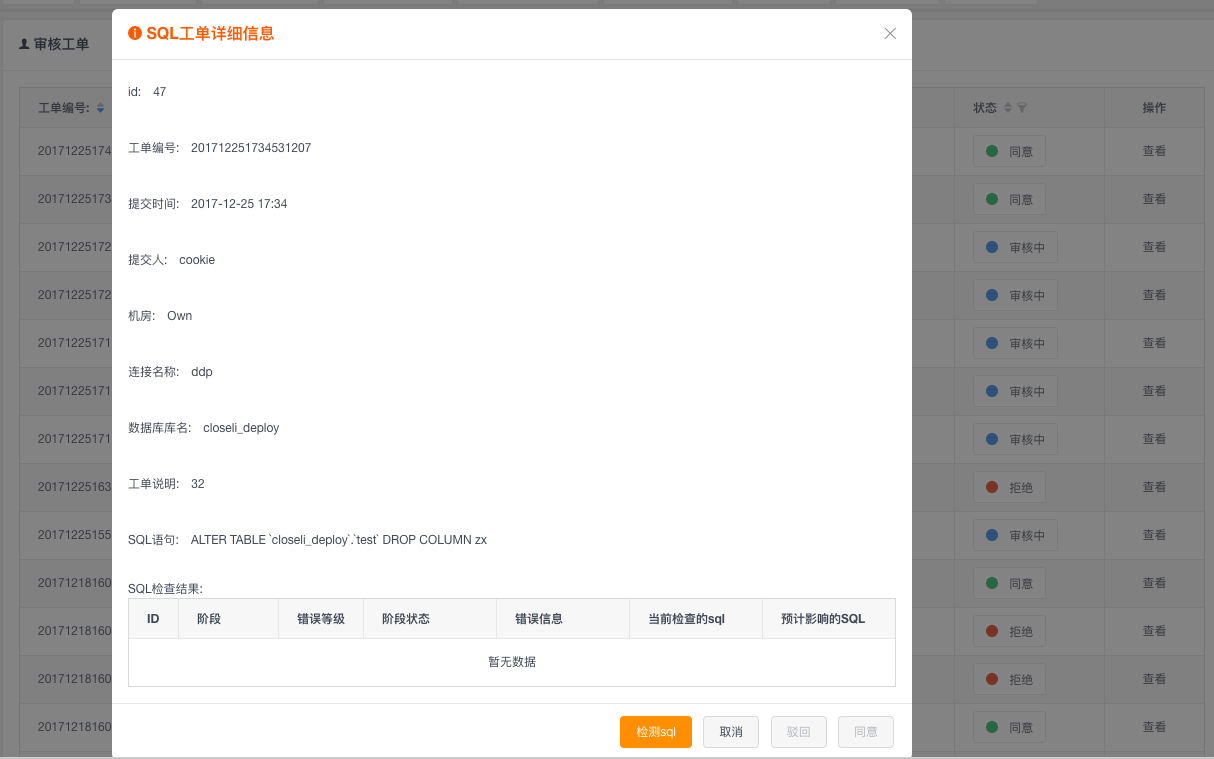 SQL工单详细信息
审核工单
id: 47
工单编号: 状态 操作
工单编号: 201712251734531207
20171225174 同意 查看
提交时间: 2017-12-25 17:34
20171225173 同意 查看
20171225172 审核中 查看
提交人: cookie
20171225172 审核中 查看
机房: Own
20171225171 审核中 查看
连接名称: ddp
20171225171 审核中 查看
数据库库名: closeli_deploy
20171225171 审核中 查看
工单说明: 32
20171225163 拒绝 查看
20171225155 审核中 查看
SQL语句: ALTER TABLE `closeli_deploy`.`test` DROP COLUMN zx
20171218160 同意 查看
SQL检查结果:
ID 阶段 错误等级 阶段状态 错误信息 当前检查的sql 预计影响的SQL
20171218160 拒绝 查看
暂无数据
20171218160 拒绝 查看
20171218160 同意 查看
检测sql 取消 驳回 同意